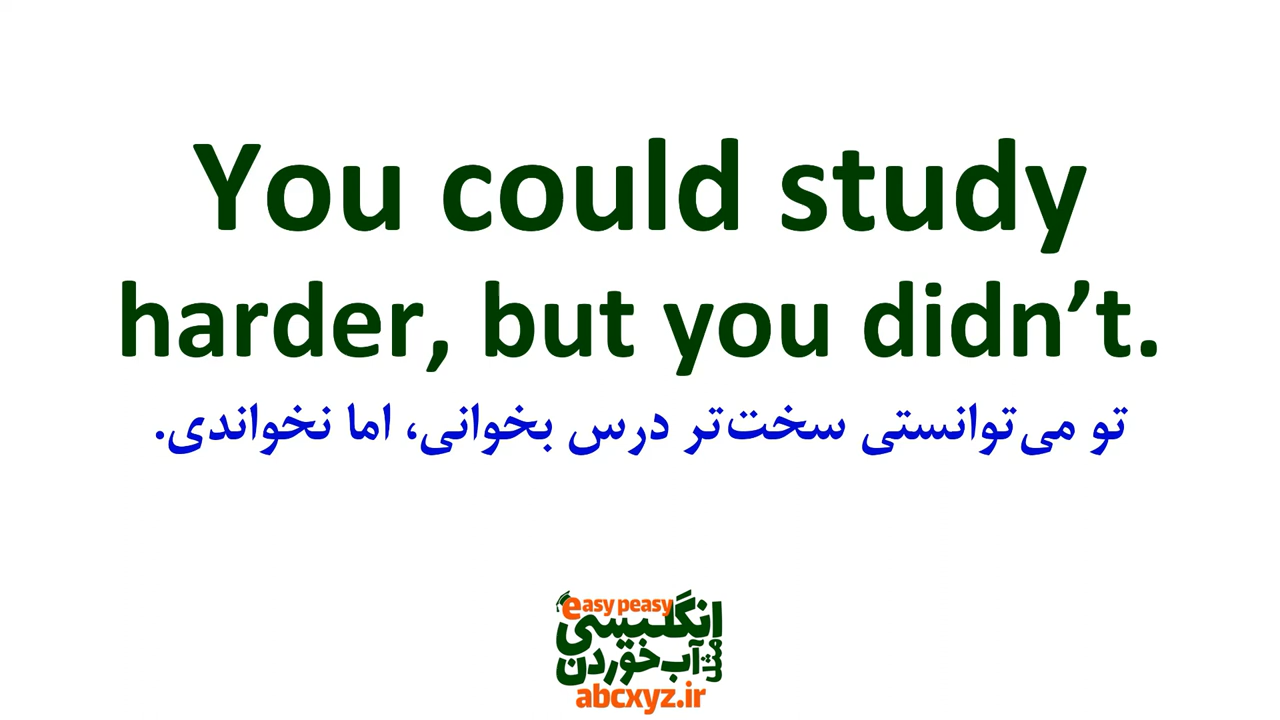 You could study
harder, but you didn’t.
تو می‌توانستی سخت‌تر درس بخوانی، اما نخواندی.
easy peasy
انگلیسی
مثل
آب خوردن
abcxyz.ir